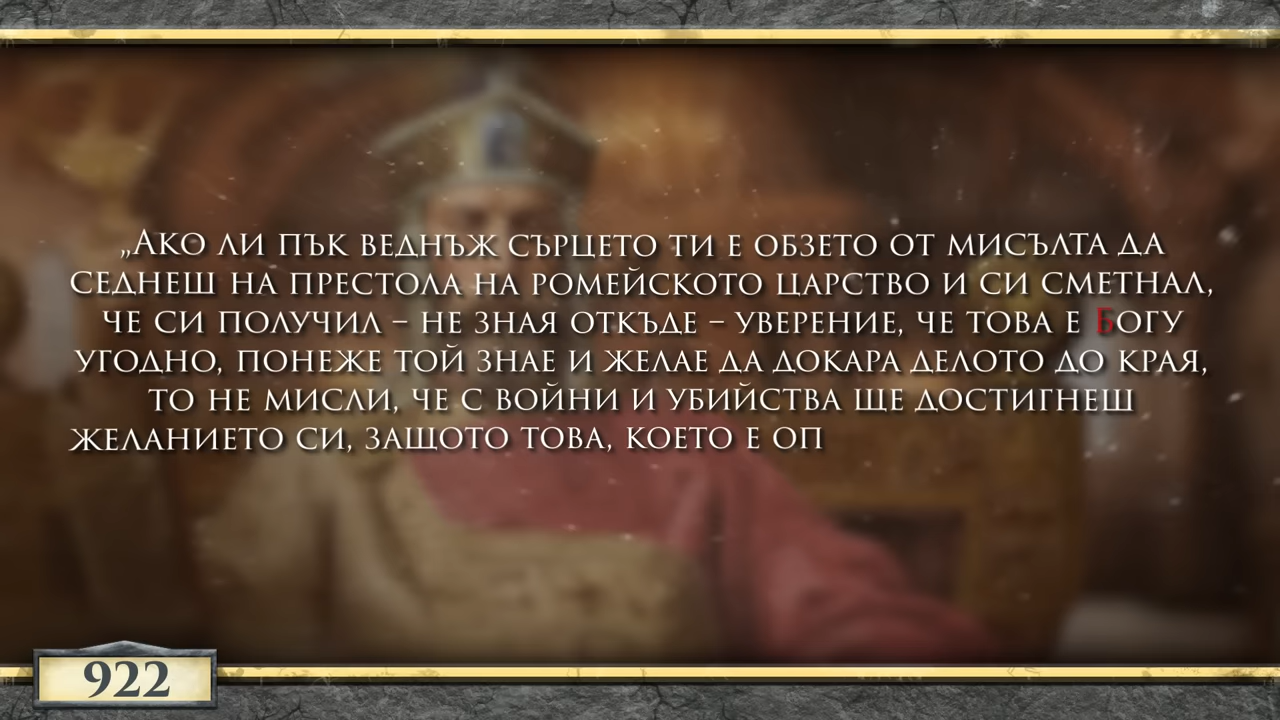 „Ако ли пък веднъж сърцето ти е обзето от мисълта да
седнеш на престола на ромейското царство и си сметнал,
че си получил – не зная откъде – уверение, че това е Богу
угодно, понеже той знае и желае да докара делото до края,
то не мисли, че с войни и убийства ще достигнеш
желанието си, защото това, което е оп
922